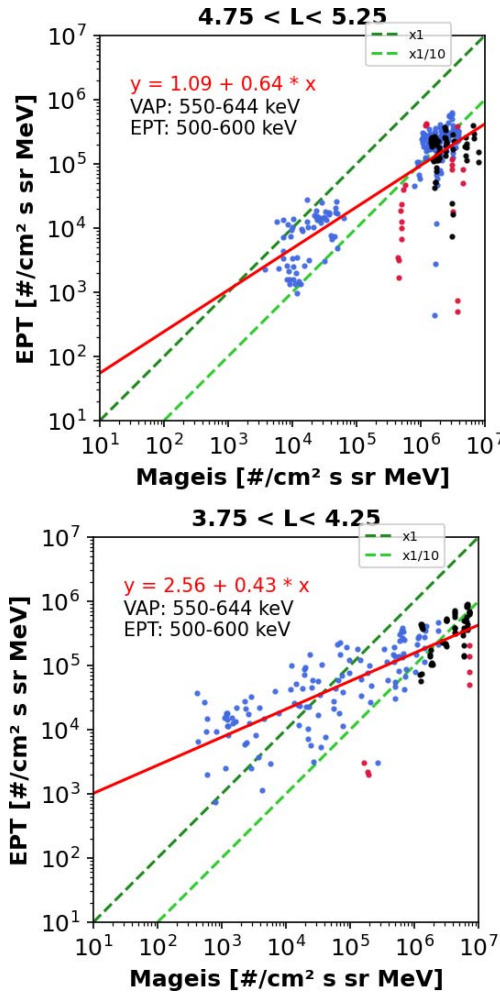 4.75 < L< 5.25
x1
x1/10
y = 1.09 + 0.64 * x
VAP: 550-644 keV
EPT: 500-600 keV
EPT [#/cm² s sr MeV]
10⁷
10⁶
10⁵
10⁴
10³
10²
10¹
10¹ 10² 10³ 10⁴ 10⁵ 10⁶ 10⁷
Mageis [#/cm² s sr MeV]
3.75 < L< 4.25
x1
x1/10
y = 2.56 + 0.43 * x
VAP: 550-644 keV
EPT: 500-600 keV
EPT [#/cm² s sr MeV]
10⁷
10⁶
10⁵
10⁴
10³
10²
10¹
10¹ 10² 10³ 10⁴ 10⁵ 10⁶ 10⁷
Mageis [#/cm² s sr MeV]